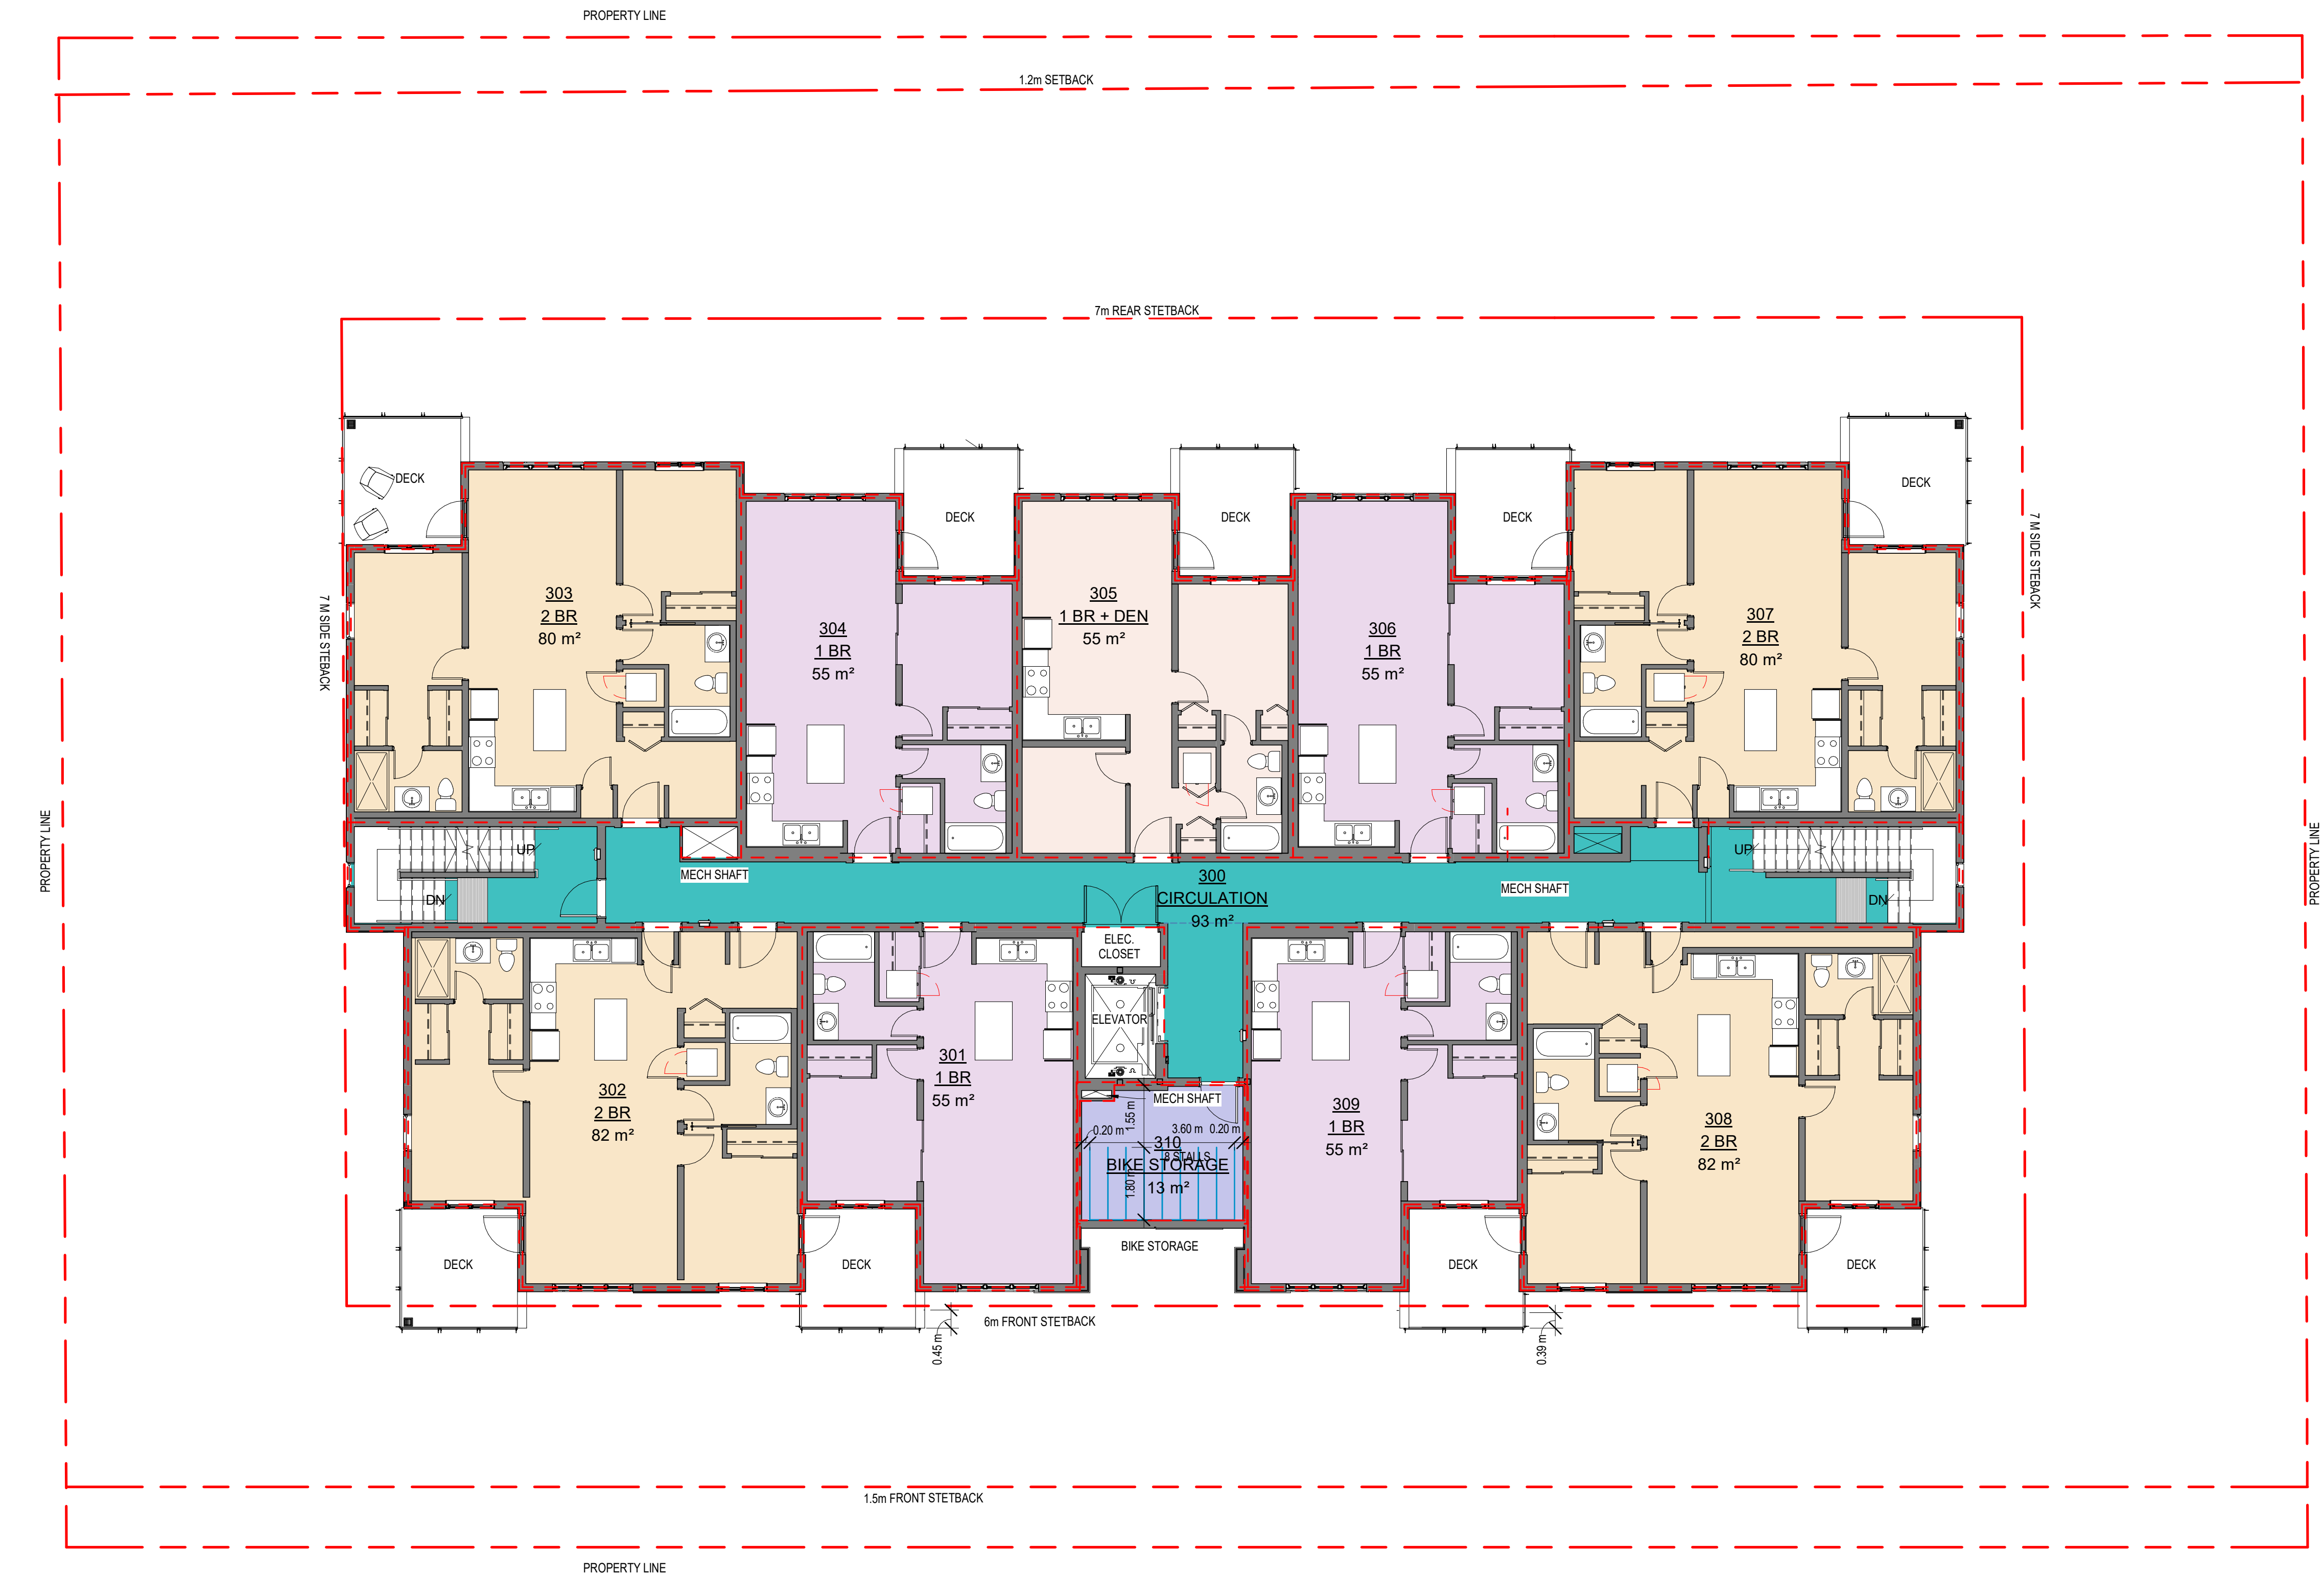 PROPERTY LINE
1.2m SETBACK
7m REAR STETBACK
DECK
DECK
DECK
DECK
DECK
7 M SIDE STEBACK
7 M SIDE STEBACK
303
2 BR
80 m²
304
1 BR
55 m²
305
1 BR + DEN
55 m²
306
1 BR
55 m²
307
2 BR
80 m²
PROPERTY LINE
PROPERTY LINE
UP
DN
MECH SHAFT
300
CIRCULATION
93 m²
MECH SHAFT
UP
DN
ELEC.
CLOSET
ELEVATOR
MECH SHAFT
302
2 BR
82 m²
301
1 BR
55 m²
1.55 m
0.20 m
3.60 m
0.20 m
310
8 STALLS
BIKE STORAGE
13 m²
1.80 m
309
1 BR
55 m²
308
2 BR
82 m²
BIKE STORAGE
DECK
DECK
DECK
DECK
6m FRONT STETBACK
0.45 m
0.39 m
1.5m FRONT STETBACK
PROPERTY LINE